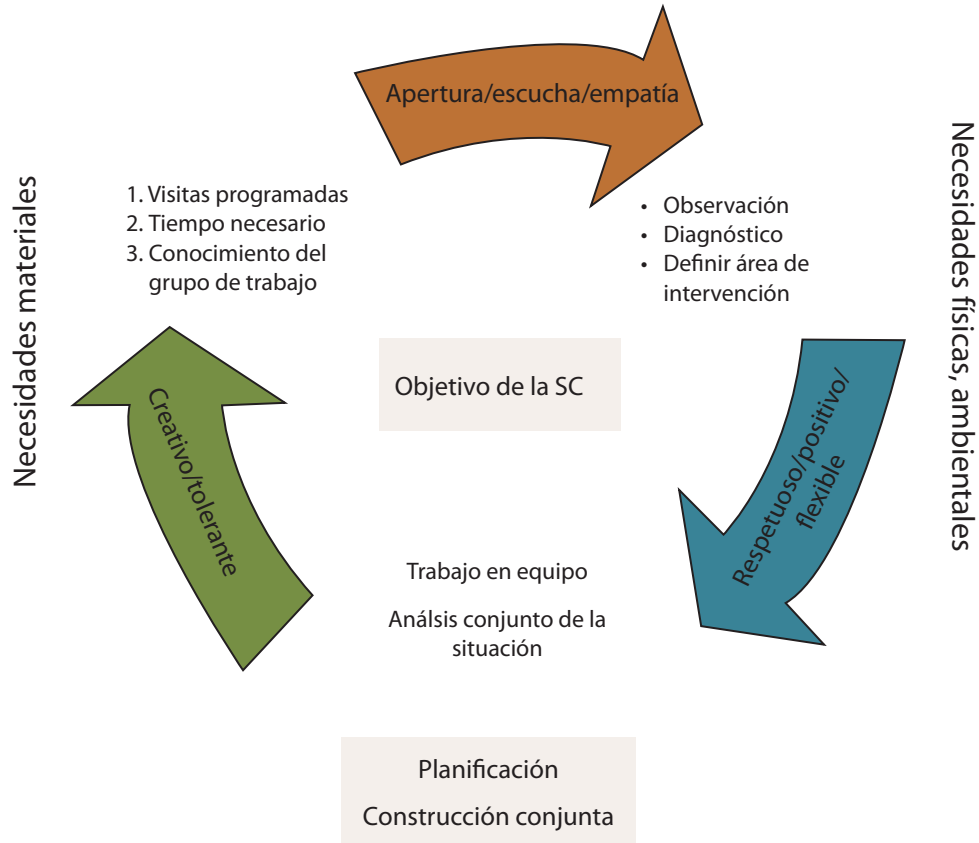 Apertura/escucha/empatía
Necesidades materiales
1. Visitas programadas
2. Tiempo necesario
3. Conocimiento del
grupo de trabajo
• Observación
• Diagnóstico
• Definir área de
intervención
Necesidades físicas, ambientales
Objetivo de la SC
Creativo/tolerante
Respetuoso/positivo/
flexible
Trabajo en equipo
Análsis conjunto de la
situación
Planificación
Construcción conjunta